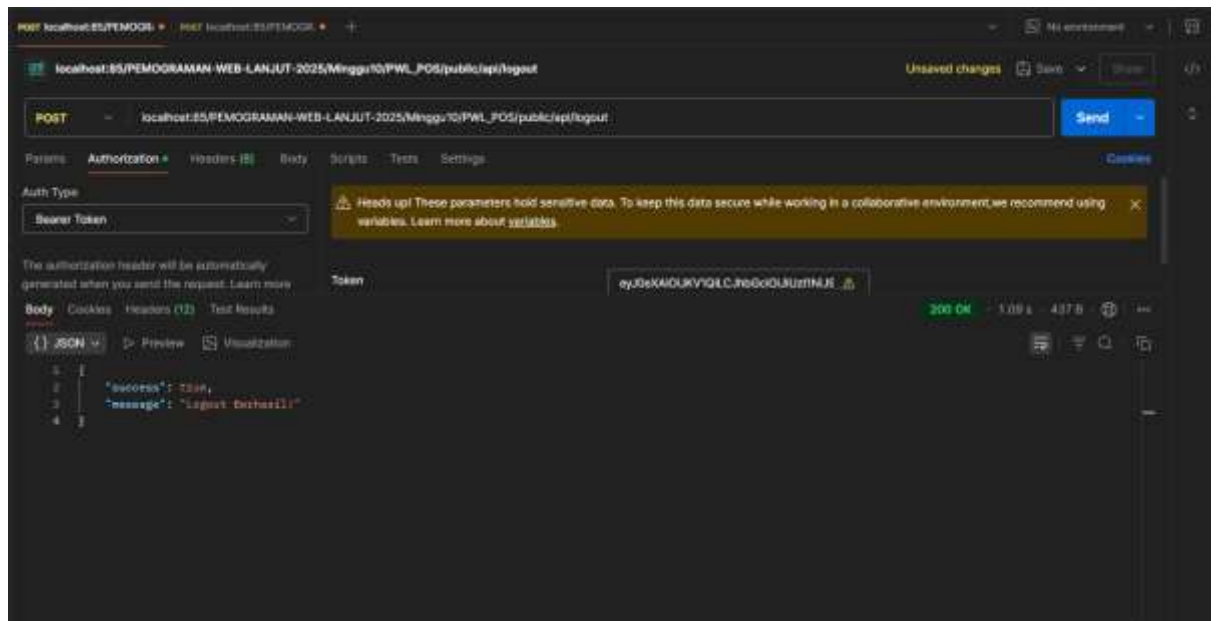 POST localhost:85/PEMOGR
POST localhost:85/PEMOGR
No environment
localhost:85/PEMOGRAMAN-WEB-LANJUT-2025/Minggu10/PWL_POS/public/api/logout
Unsaved changes
Save
Share
POST
localhost:85/PEMOGRAMAN-WEB-LANJUT-2025/Minggu10/PWL_POS/public/api/logout
Send
Params Authorization Headers (8) Body Scripts Tests Settings
Cookies
Auth Type
Bearer Token
Heads up! These parameters hold sensitive data. To keep this data secure while working in a collaborative environment, we recommend using
variables. Learn more about variables.
The authorization header will be automatically
generated when you send the request. Learn more
Token
Body Cookies Headers (12) Test Results
200 OK 1.09 s 437 B
{} JSON Preview Visualization
1 {
2 "success": true,
3 "message": "Logout Berhasil!"
4 }